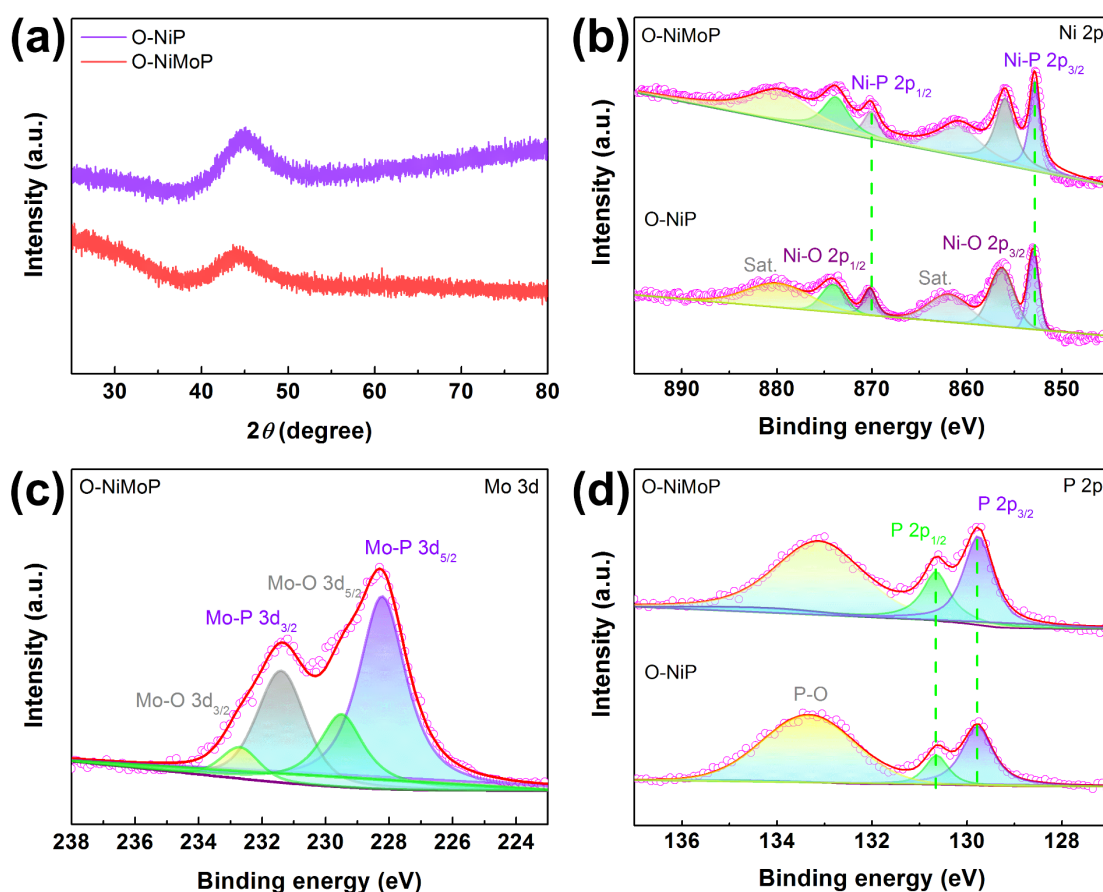 (a)
O-NiP
O-NiMoP
Intensity (a.u.)
30 40 50 60 70 80
2θ (degree)
(b)
O-NiMoP
Ni 2p
Ni-P 2p3/2
Ni-P 2p1/2
O-NiP
Ni-O 2p3/2
Ni-O 2p1/2
Sat.
Sat.
Intensity (a.u.)
890 880 870 860 850
Binding energy (eV)
(c)
O-NiMoP
Mo 3d
Mo-P 3d5/2
Mo-O 3d5/2
Mo-P 3d3/2
Mo-O 3d3/2
Intensity (a.u.)
238 236 234 232 230 228 226 224
Binding energy (eV)
(d)
O-NiMoP
P 2p
P 2p3/2
P 2p1/2
O-NiP
P-O
Intensity (a.u.)
136 134 132 130 128
Binding energy (eV)